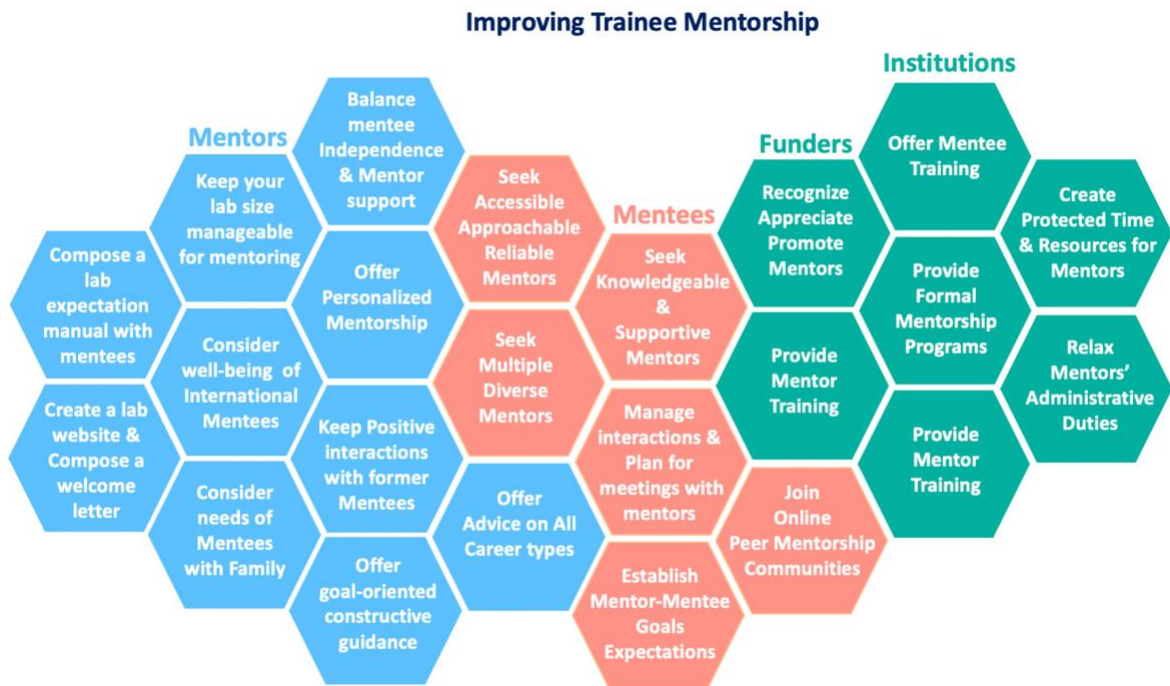 Improving Trainee Mentorship
Mentors
Compose a
lab
expectation
manual with
mentees
Create a lab
website &
Compose a
welcome
letter
Keep your
lab size
manageable
for mentoring
Consider
well-being of
International
Mentees
Consider
needs of
Mentees
with Family
Balance
mentee
Independence
& Mentor
support
Offer
Personalized
Mentorship
Keep Positive
interactions
with former
Mentees
Offer
goal-oriented
constructive
guidance
Offer
Advice on All
Career types
Mentees
Seek
Accessible
Approachable
Reliable
Mentors
Seek
Multiple
Diverse
Mentors
Seek
Knowledgeable
&
Supportive
Mentors
Manage
interactions &
Plan for
meetings with
mentors
Establish
Mentor-Mentee
Goals
Expectations
Join
Online
Peer Mentorship
Communities
Funders
Recognize
Appreciate
Promote
Mentors
Provide
Mentor
Training
Institutions
Offer Mentee
Training
Provide
Formal
Mentorship
Programs
Provide
Mentor
Training
Create
Protected Time
& Resources for
Mentors
Relax
Mentors’
Administrative
Duties